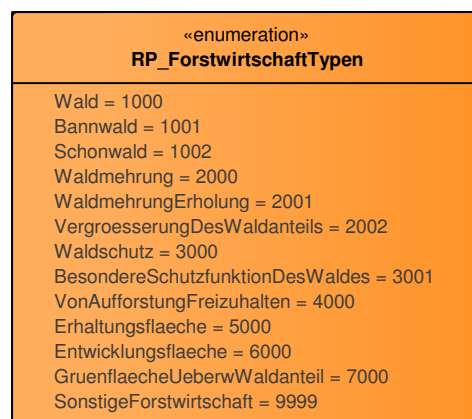 «enumeration»
RP_ForstwirtschaftTypen
Wald = 1000
Bannwald = 1001
Schonwald = 1002
Waldmehrung = 2000
WaldmehrungErholung = 2001
VergroesserungDesWaldanteils = 2002
Waldschutz = 3000
BesondereSchutzfunktionDesWaldes = 3001
VonAufforstungFreizuhalten = 4000
Erhaltungsflaeche = 5000
Entwicklungsflaeche = 6000
GruenflaecheUeberwWaldanteil = 7000
SonstigeForstwirtschaft = 9999